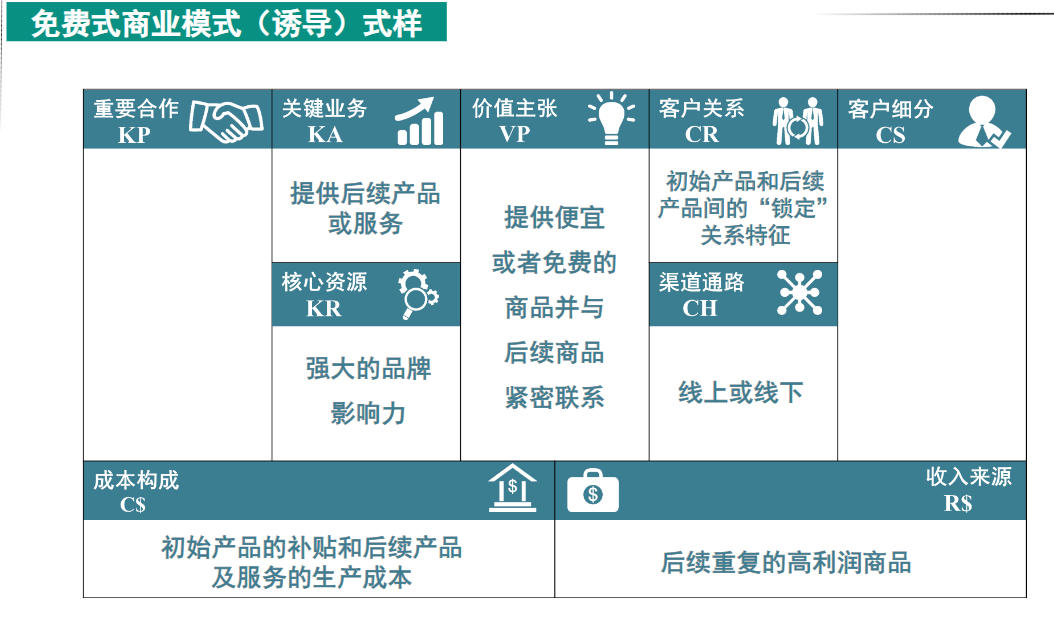 免费式商业模式（诱导）式样
重要合作
KP
关键业务
KA
价值主张
VP
客户关系
CR
客户细分
CS
提供后续产品
或服务
核心资源
KR
强大的品牌
影响力
提供便宜
或者免费的
商品并与
后续商品
紧密联系
初始产品和后续
产品间的“锁定”
关系特征
渠道通路
CH
线上或线下
成本构成
C$
$
初始产品的补贴和后续产品
及服务的生产成本
$
收入来源
R$
后续重复的高利润商品